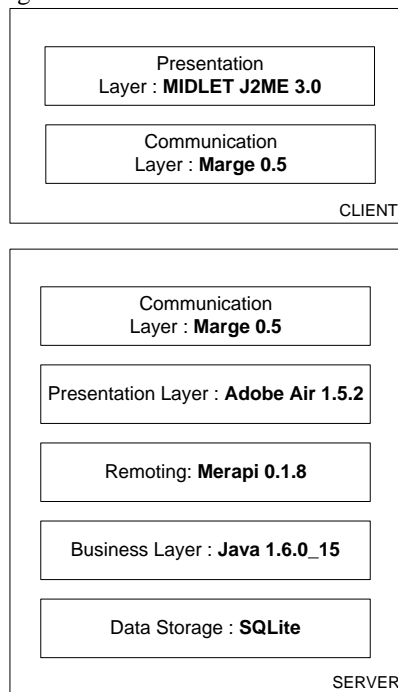 Presentation
Layer : MIDLET J2ME 3.0
Communication
Layer : Marge 0.5
CLIENT
Communication
Layer : Marge 0.5
Presentation Layer : Adobe Air 1.5.2
Remoting: Merapi 0.1.8
Business Layer : Java 1.6.0_15
Data Storage : SQLite
SERVER